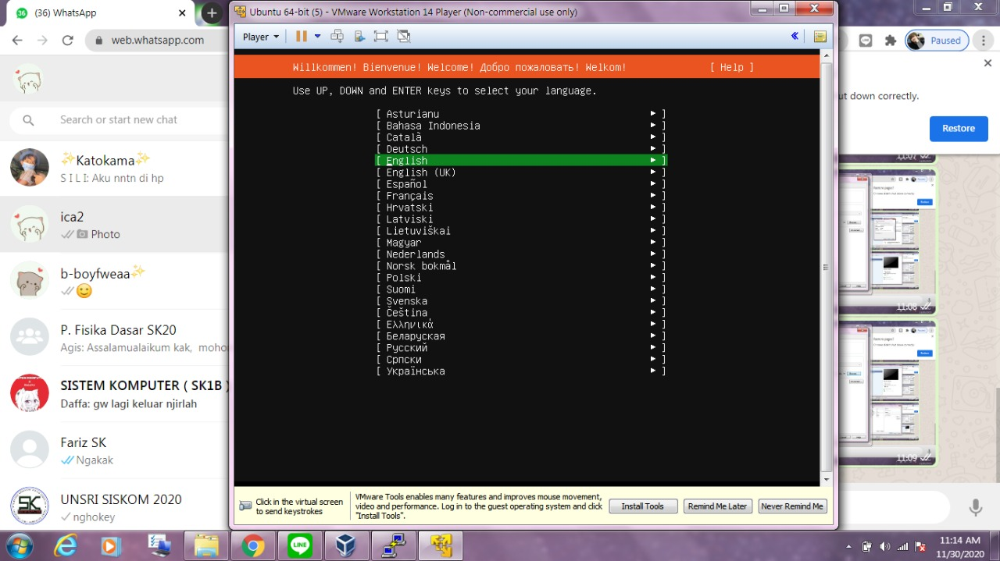 (36) WhatsApp
Ubuntu 64-bit (5) - VMware Workstation 14 Player (Non-commercial use only)
web.whatsapp.com
Player
Paused
Willkommen! Bienvenue! Welcome! Добро пожаловать! Welkom! [ Help ]
Use UP, DOWN and ENTER keys to select your language.
[ Asturianu ► ]
[ Bahasa Indonesia ► ]
[ Català ► ]
[ Deutsch ► ]
[ English ► ]
[ English (UK) ► ]
[ Español ► ]
[ Français ► ]
[ Hrvatski ► ]
[ Latviski ► ]
[ Lietuviškai ► ]
[ Magyar ► ]
[ Nederlands ► ]
[ Norsk bokmål ► ]
[ Polski ► ]
[ Suomi ► ]
[ Svenska ► ]
[ Čeština ► ]
[ Ελληνικά ► ]
[ Беларуская ► ]
[ Русский ► ]
[ Српски ► ]
[ Українська ► ]
Click in the virtual screen
to send keystrokes
VMware Tools enables many features and improves mouse movement,
video and performance. Log in to the guest operating system and click
"Install Tools".
Install Tools
Remind Me Later
Never Remind Me
Search or start new chat
✨Katokama✨
S I L I: Aku nntn di hp
ica2
Photo
b-boyfweaa✨
😉
P. Fisika Dasar SK20
Agis: Assalamualaikum kak, moho
SISTEM KOMPUTER ( SK1B )
Daffa: gw lagi keluar njirlah
Fariz SK
Ngakak
UNSRI SISKOM 2020
nghokey
ut down correctly.
Restore
11:07
11:08
11:09
LINE
11:14 AM
11/30/2020